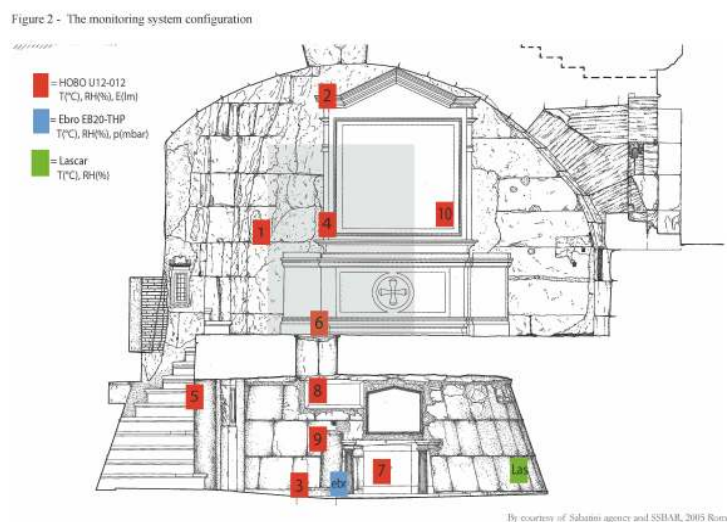 Figure 2 - The monitoring system configuration
= HOBO U12-012
T(°C), RH(%), E(lm)
= Ebro EB20-THP
T(°C), RH(%), p(mbar)
= Lascar
T(°C), RH(%)
2
10
4
1
6
5
8
9
7
3
ebr
Las
By courtesy of Sabatini agency and SSBAR, 2005 Rom